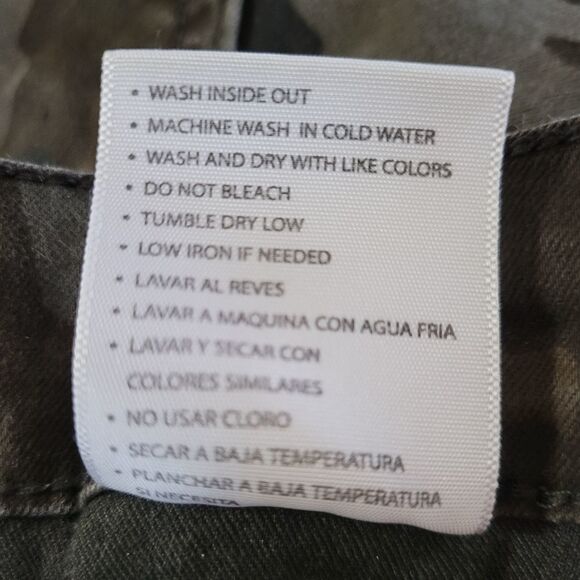 • WASH INSIDE OUT
• MACHINE WASH IN COLD WATER
• WASH AND DRY WITH LIKE COLORS
• DO NOT BLEACH
• TUMBLE DRY LOW
• LOW IRON IF NEEDED
• LAVAR AL REVES
• LAVAR A MAQUINA CON AGUA FRIA
• LAVAR Y SECAR CON
COLORES SIMILARES
• NO USAR CLORO
• SECAR A BAJA TEMPERATURA
• PLANCHAR A BAJA TEMPERATURA
SI NECESITA